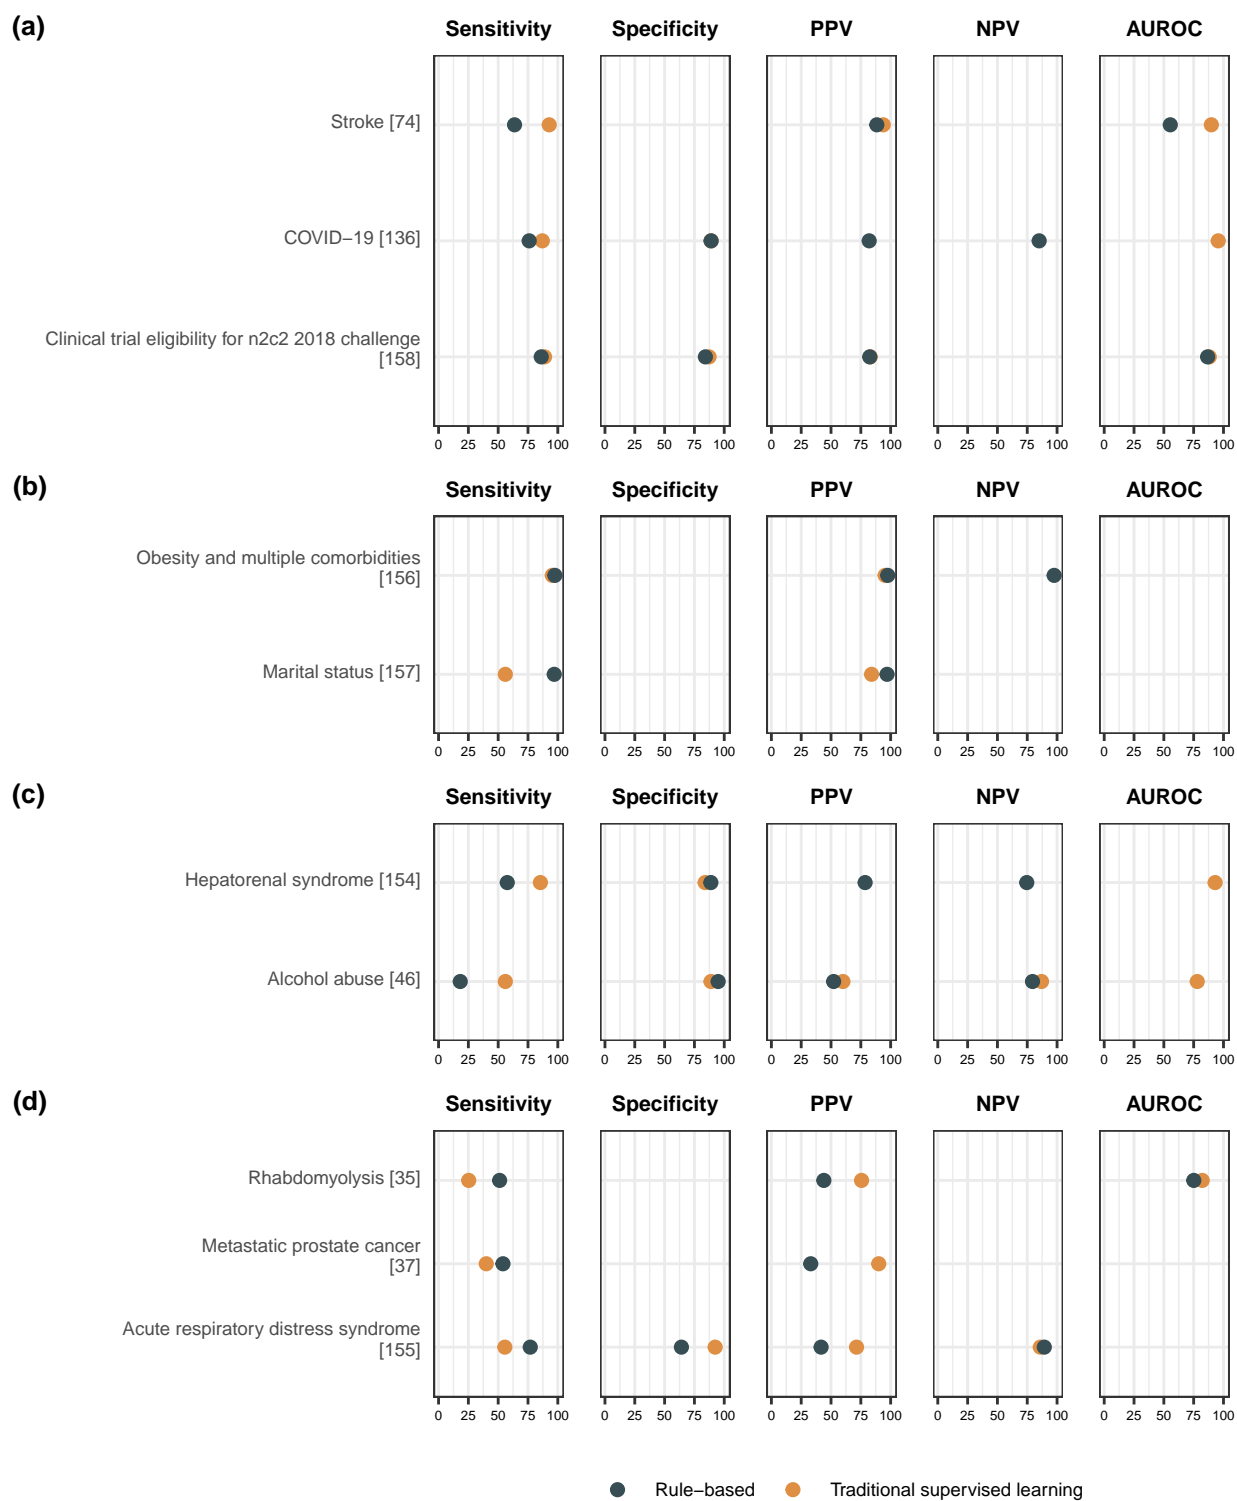 (a)
Sensitivity Specificity PPV NPV AUROC
Stroke [74]
COVID−19 [136]
Clinical trial eligibility for n2c2 2018 challenge
[158]
0 25 50 75 100 0 25 50 75 100 0 25 50 75 100 0 25 50 75 100 0 25 50 75 100
(b)
Sensitivity Specificity PPV NPV AUROC
Obesity and multiple comorbidities
[156]
Marital status [157]
0 25 50 75 100 0 25 50 75 100 0 25 50 75 100 0 25 50 75 100 0 25 50 75 100
(c)
Sensitivity Specificity PPV NPV AUROC
Hepatorenal syndrome [154]
Alcohol abuse [46]
0 25 50 75 100 0 25 50 75 100 0 25 50 75 100 0 25 50 75 100 0 25 50 75 100
(d)
Sensitivity Specificity PPV NPV AUROC
Rhabdomyolysis [35]
Metastatic prostate cancer
[37]
Acute respiratory distress syndrome
[155]
0 25 50 75 100 0 25 50 75 100 0 25 50 75 100 0 25 50 75 100 0 25 50 75 100
Rule−based Traditional supervised learning